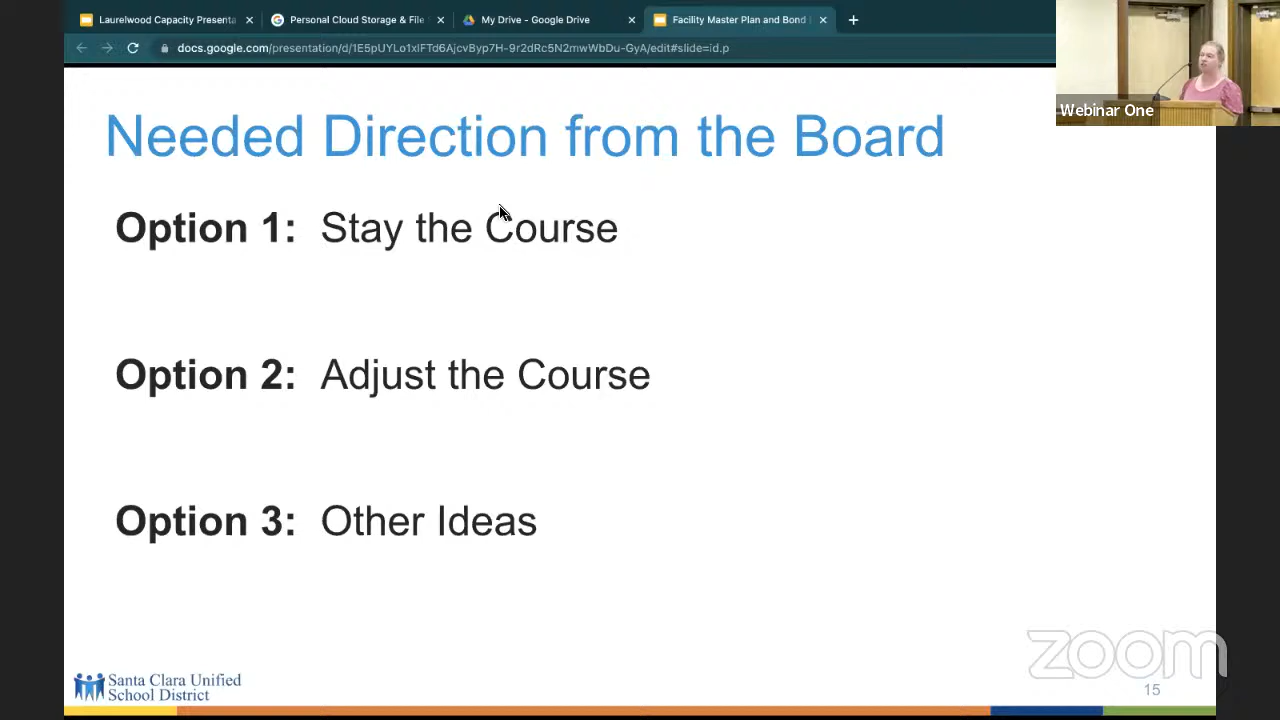 Laurelwood Capacity Presenta
Personal Cloud Storage & File
My Drive - Google Drive
Facility Master Plan and Bond
docs.google.com/presentation/d/1E5pUYLo1xlFTd6AjcvByp7H-9r2dRc5N2mwWbDu-GyA/edit#slide=id.p
Webinar One
Needed Direction from the Board
Option 1: Stay the Course
Option 2: Adjust the Course
Option 3: Other Ideas
Santa Clara Unified
School District
zoom
15